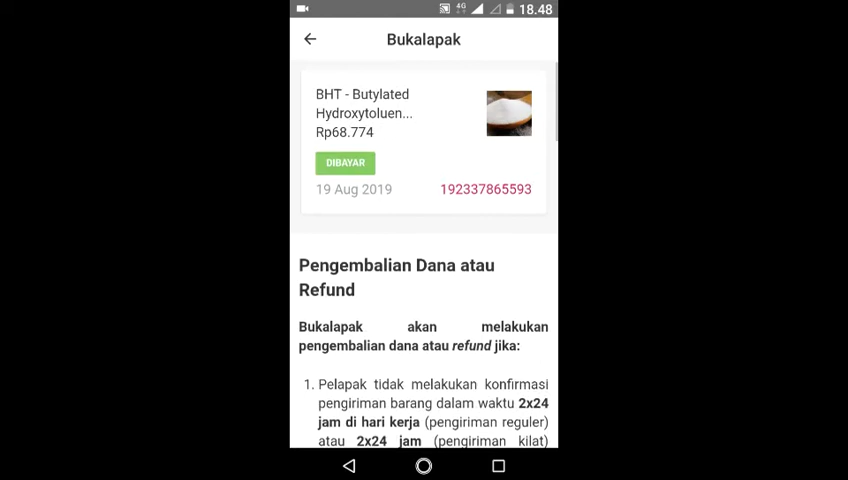 4G 18.48
Bukalapak
BHT - Butylated
Hydroxytoluen...
Rp68.774
DIBAYAR
19 Aug 2019 192337865593
Pengembalian Dana atau
Refund
Bukalapak akan melakukan
pengembalian dana atau refund jika:
1. Pelapak tidak melakukan konfirmasi
pengiriman barang dalam waktu 2x24
jam di hari kerja (pengiriman reguler)
atau 2x24 jam (pengiriman kilat)